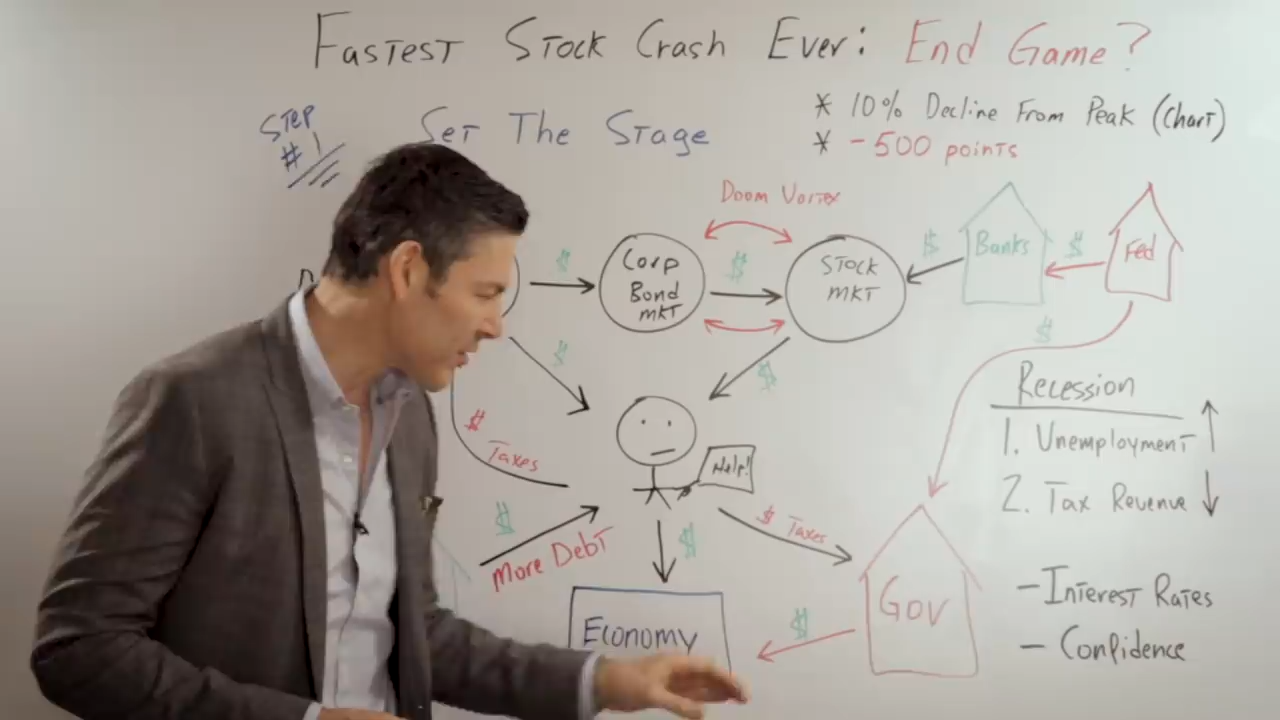 Fastest Stock Crash Ever: End Game?
Step
#1
Set The Stage
* 10% Decline From Peak (Chart)
* -500 points
Doom Vortex
$
Corp
Bond
MKT
$
Stock
MKT
$
Banks
$
Fed
$
$
$
$
Taxes
Help!
Recession
1. Unemployment ↑
2. Tax Revenue ↓
$
More Debt
$
$ Taxes
Economy
$
Gov
- Interest Rates
- Confidence